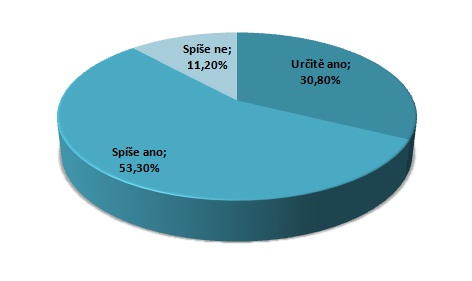 Spíše ne;
11,20%
Určitě ano;
30,80%
Spíše ano;
53,30%